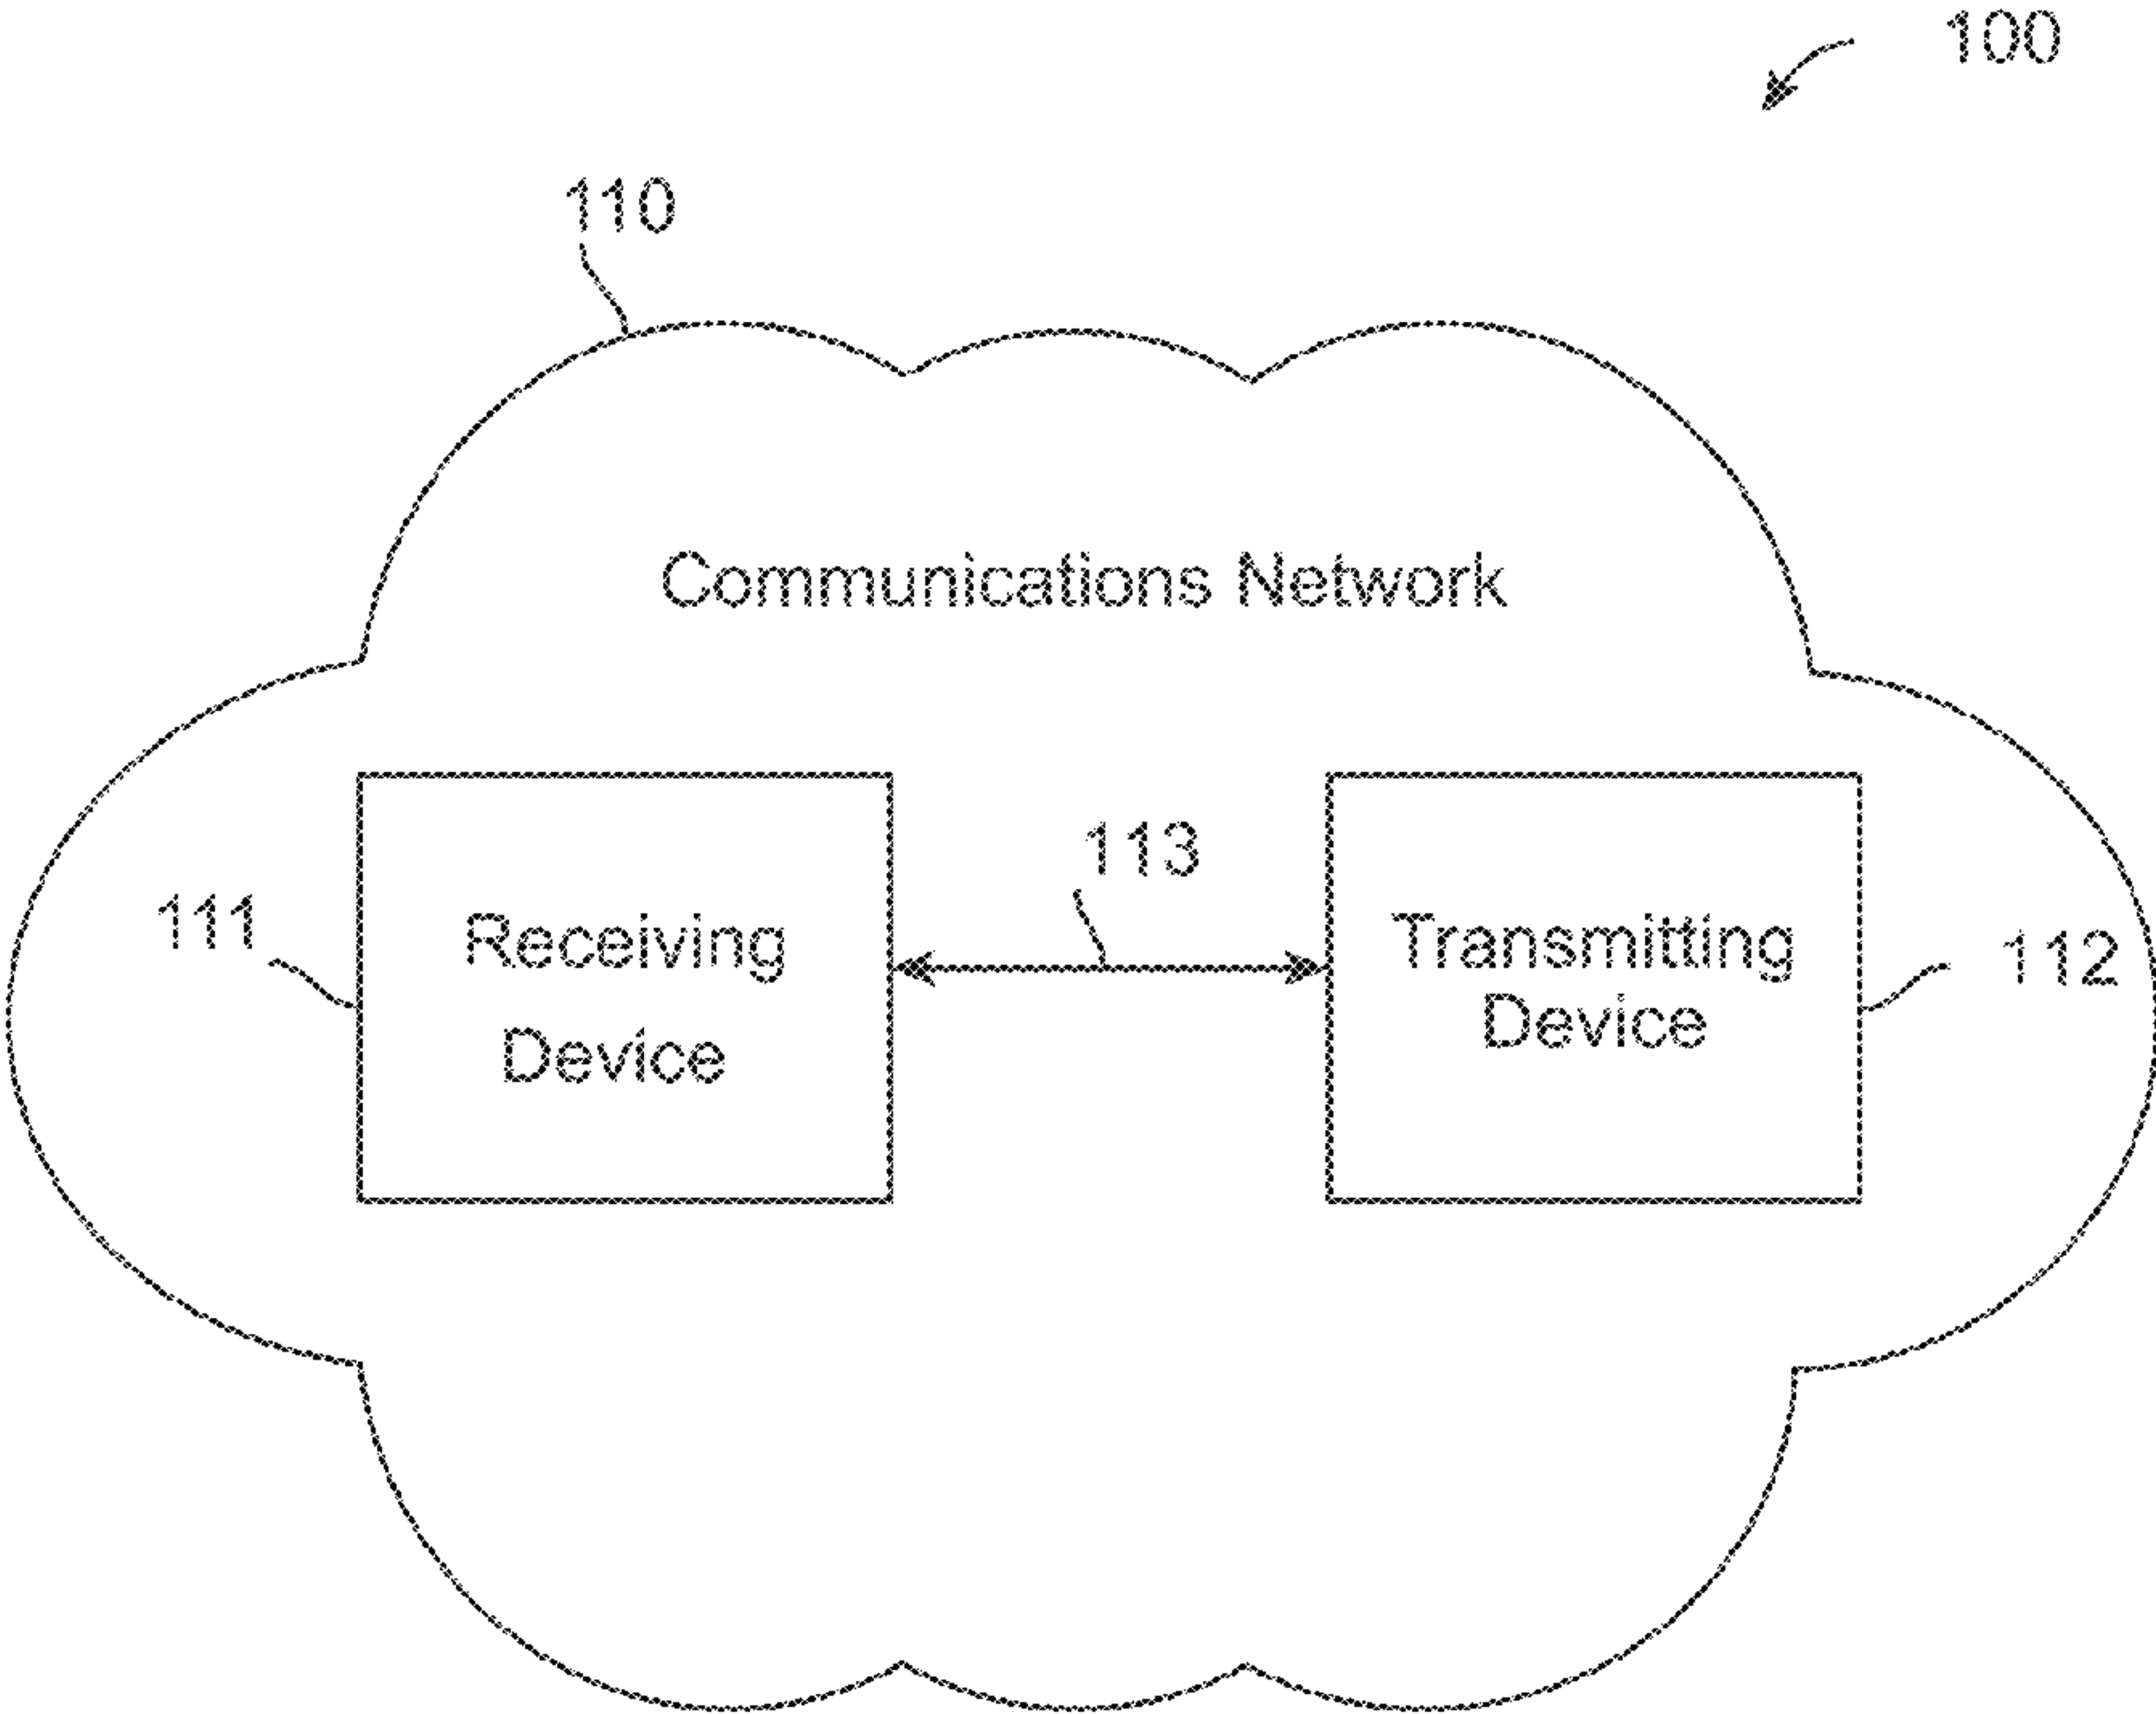 100
110
Communications Network
113
111
Receiving
Device
Transmitting
Device
112